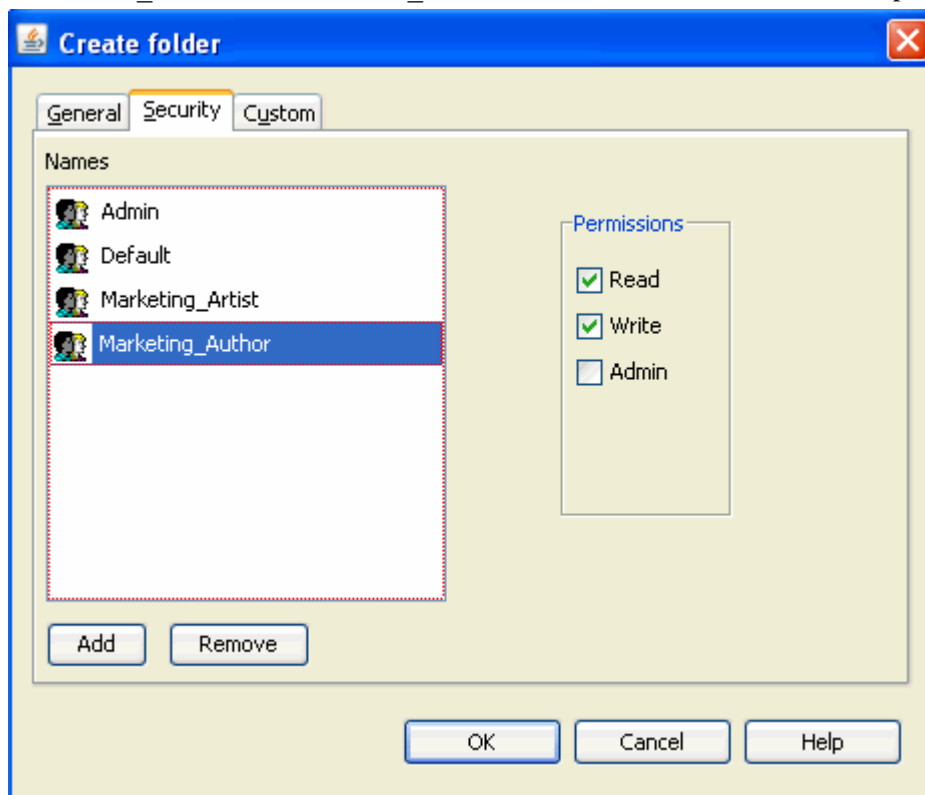 Create folder
General Security Custom
Names
Admin
Default
Marketing_Artist
Marketing_Author
Permissions
Read
Write
Admin
Add Remove
OK Cancel Help